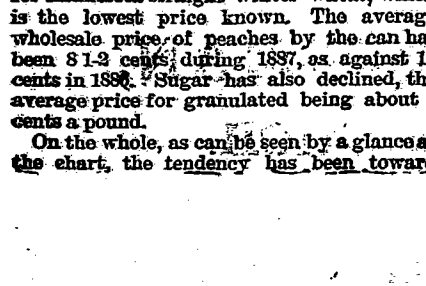 is the lowest price known. The averag
wholesale price of peaches by the can ha
been 8 1-2 cents during 1887, as against 1
cents in 1886. Sugar has also declined, th
average price for granulated being about
cents a pound.
On the whole, as can be seen by a glance a
the chart, the tendency has been towar